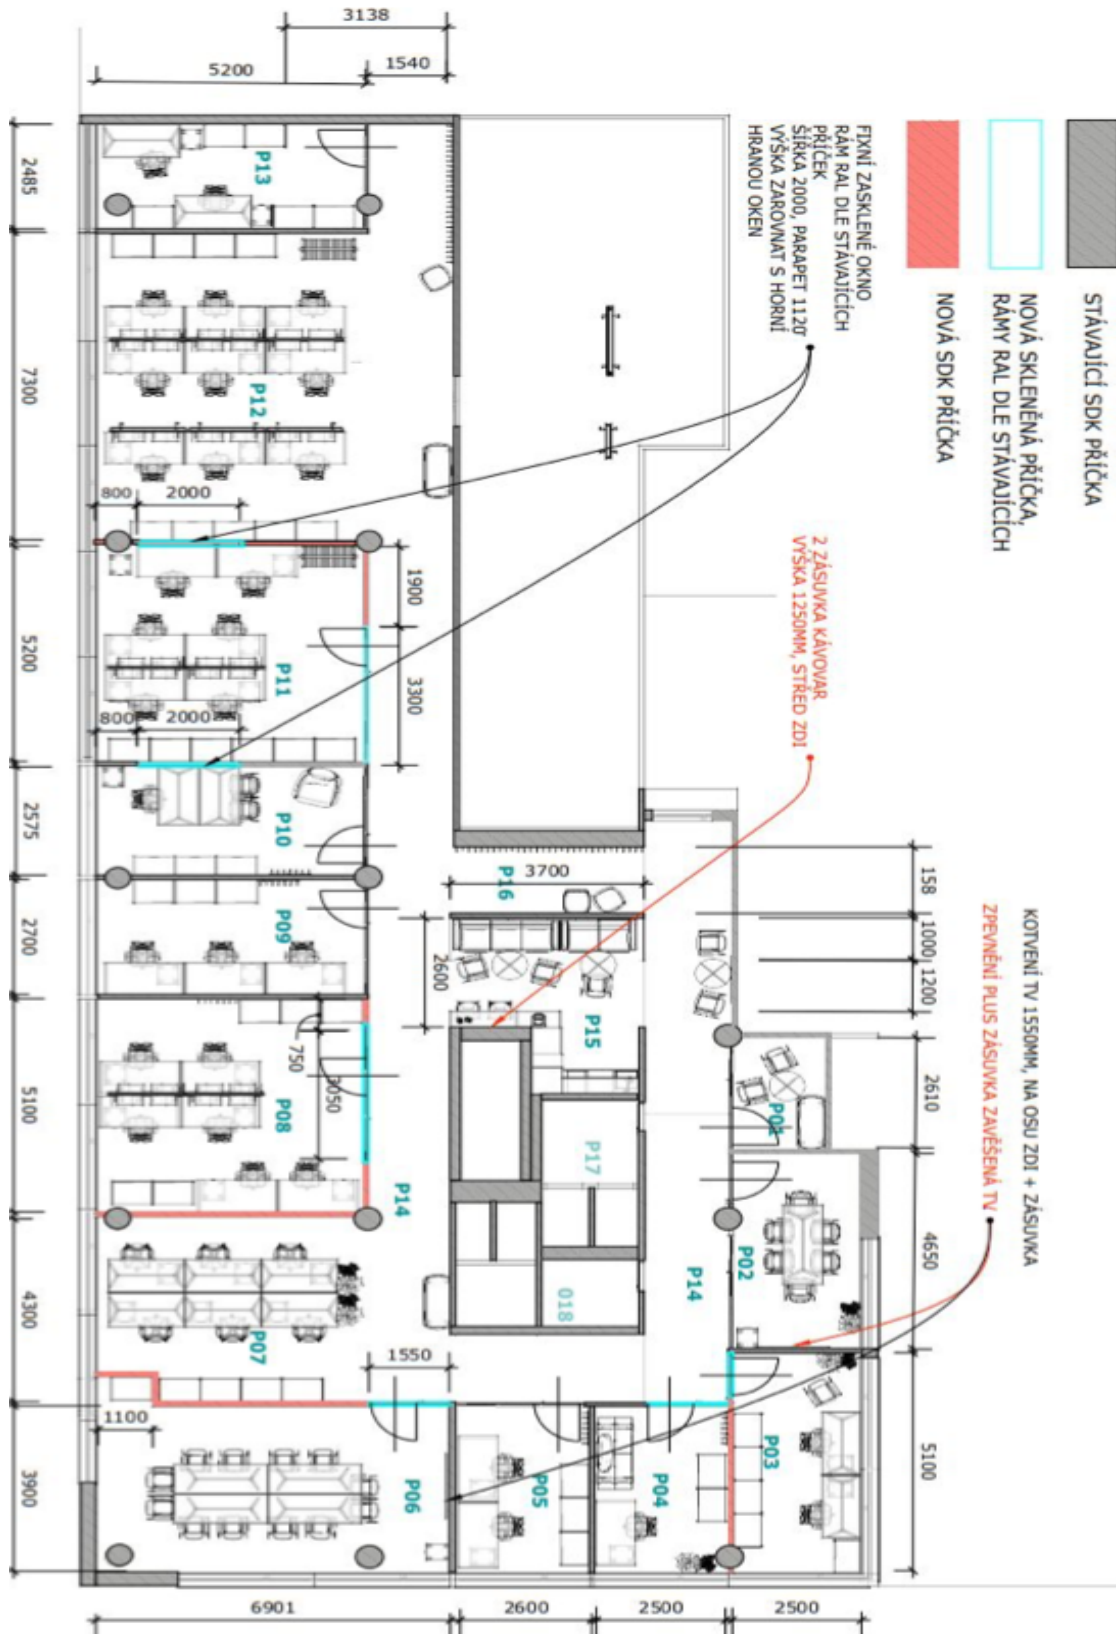 STÁVAJÍCÍ SDK PŘÍČKA
NOVÁ SKLENĚNÁ PŘÍČKA,
RÁMY RAL DLE STÁVAJÍCÍCH
NOVÁ SDK PŘÍČKA
FIXNÍ ZASKLENÉ OKNO
RÁM RAL DLE STÁVAJÍCÍCH
PŘÍČEK
ŠÍŘKA 2000, PARAPET 1120
VÝŠKA ZAROVNAT S HORNÍ
HRANOU OKEN
2 ZÁSUVKA KÁVOVAR
VÝŠKA 1250MM, STŘED ZDI
KOTVENÍ TV 1550MM, NA OSU ZDI + ZÁSUVKA
ZPEVNĚNÍ PLUS ZÁSUVKA ZAVĚŠENÁ TV
3138
5200
1540
2485
7300
5200
2575
2700
5100
4300
3900
P13
P12
800
2000
1900
3300
P11
800
2000
P10
P09
P16
3700
2600
P15
158
1000
1200
2610
4650
5100
750
2050
P08
P14
P17
018
P14
P01
P02
P07
1550
1100
P06
P05
P04
P03
6901
2600
2500
2500